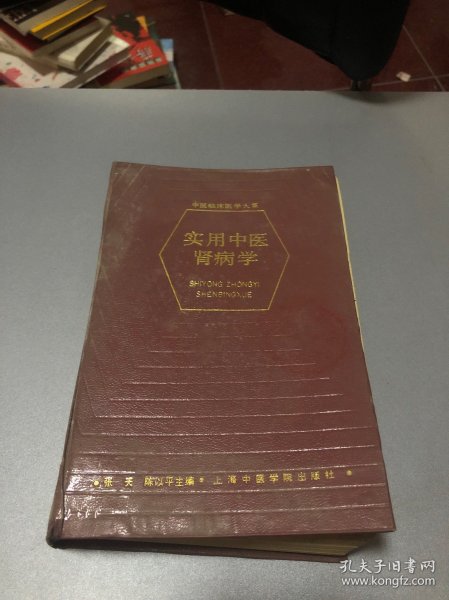 中医临床医学大系
实用中医
肾病学
SHIYONG ZHONGYI
SHENBINGXUE
张天 陈以平主编 上海中医学院出版社
孔夫子旧书网
www.kongfz.com